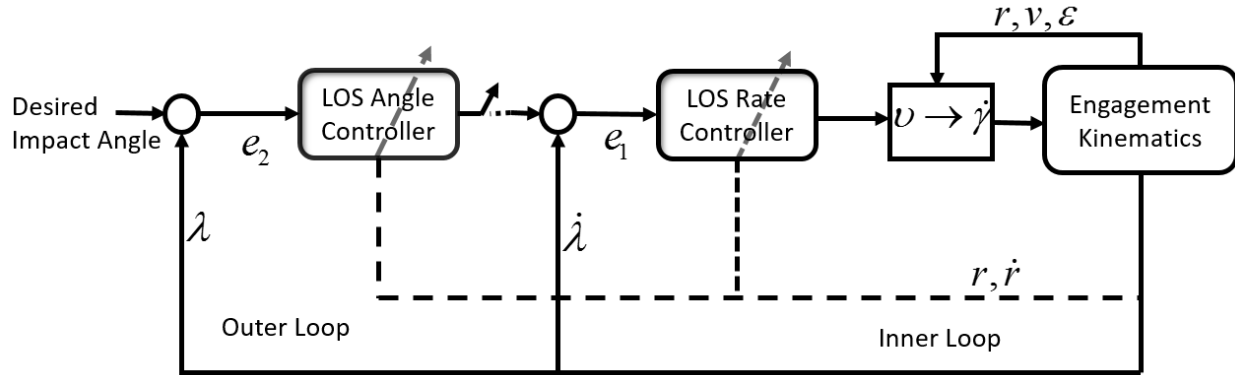 r, v, ε
Desired
Impact Angle
LOS Angle
Controller
LOS Rate
Controller
υ → γ̇
Engagement
Kinematics
e₂
e₁
λ
λ̇
r, ṙ
Outer Loop
Inner Loop